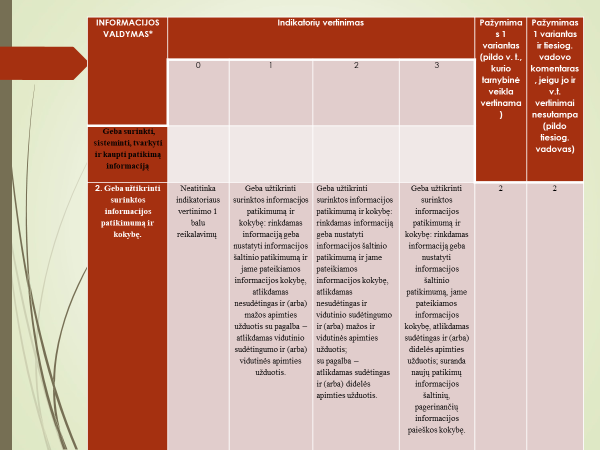 INFORMACIJOS
VALDYMAS*
Indikatorių vertinimas
Pažymima
s 1
variantas
(pildo v. t.,
kurio
tarnybinė
veikla
vertinama
)
Pažymimas
1 variantas
ir tiesiog.
vadovo
komentaras
, jeigu jo ir
v.t.
vertinimai
nesutampa
(pildo
tiesiog.
vadovas)
0
1
2
3
Geba surinkti,
sisteminti, tvarkyti
ir kaupti patikimą
informaciją
2. Geba užtikrinti
surinktos
informacijos
patikimumą ir
kokybę.
Neatitinka
indikatoriaus
vertinimo 1
balu
reikalavimų
Geba užtikrinti
surinktos informacijos
patikimumą ir
kokybę: rinkdamas
informaciją geba
nustatyti informacijos
šaltinio patikimumą ir
jame pateikiamos
informacijos kokybę,
atlikdamas
nesudėtingas ir (arba)
mažos apimties
užduotis su pagalba –
atlikdamas vidutinio
sudėtingumo ir (arba)
vidutinės apimties
užduotis.
Geba užtikrinti
surinktos informacijos
patikimumą ir kokybę:
rinkdamas informaciją
geba nustatyti
informacijos šaltinio
patikimumą ir jame
pateikiamos
informacijos kokybę,
atlikdamas
nesudėtingas ir
vidutinio sudėtingumo
ir (arba) mažos ir
vidutinės apimties
užduotis;
su pagalba –
atlikdamas sudėtingas
ir (arba) didelės
apimties užduotis.
Geba užtikrinti
surinktos
informacijos
patikimumą ir
kokybę: rinkdamas
informaciją geba
nustatyti
informacijos
šaltinio
patikimumą, jame
pateikiamos
informacijos
kokybę, atlikdamas
sudėtingas ir (arba)
didelės apimties
užduotis; suranda
naujų patikimų
informacijos
šaltinių,
pagerinančių
informacijos
paieškos kokybę.
2
2